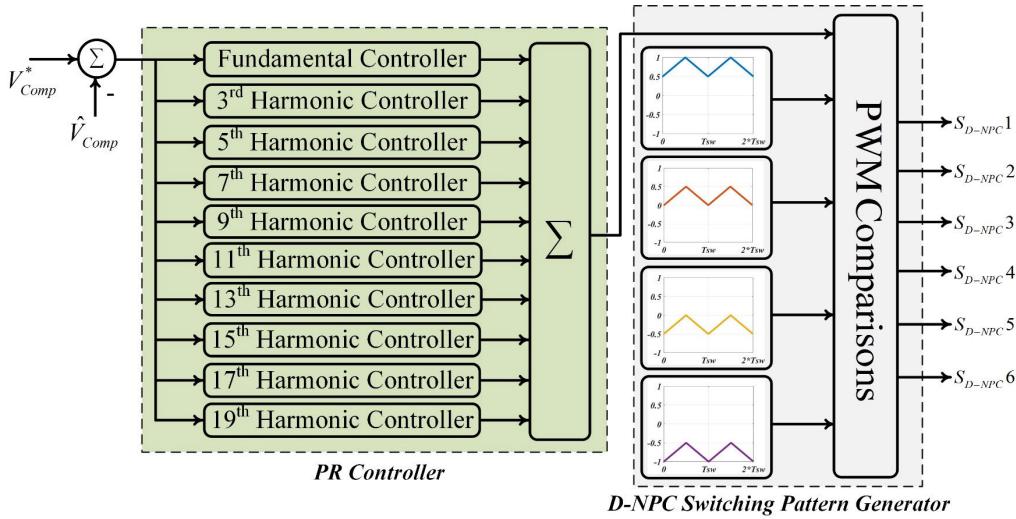 Σ
V*Comp
-
V̂Comp
Fundamental Controller
3rd Harmonic Controller
5th Harmonic Controller
7th Harmonic Controller
9th Harmonic Controller
11th Harmonic Controller
13th Harmonic Controller
15th Harmonic Controller
17th Harmonic Controller
19th Harmonic Controller
Σ
PR Controller
1
0.5
0
-0.5
-1
0 Tsw 2*Tsw
1
0.5
0
-0.5
-1
0 Tsw 2*Tsw
1
0.5
0
-0.5
-1
0 Tsw 2*Tsw
1
0.5
0
-0.5
-1
0 Tsw 2*Tsw
PWM Comparisons
SD-NPC1
SD-NPC2
SD-NPC3
SD-NPC4
SD-NPC5
SD-NPC6
D-NPC Switching Pattern Generator